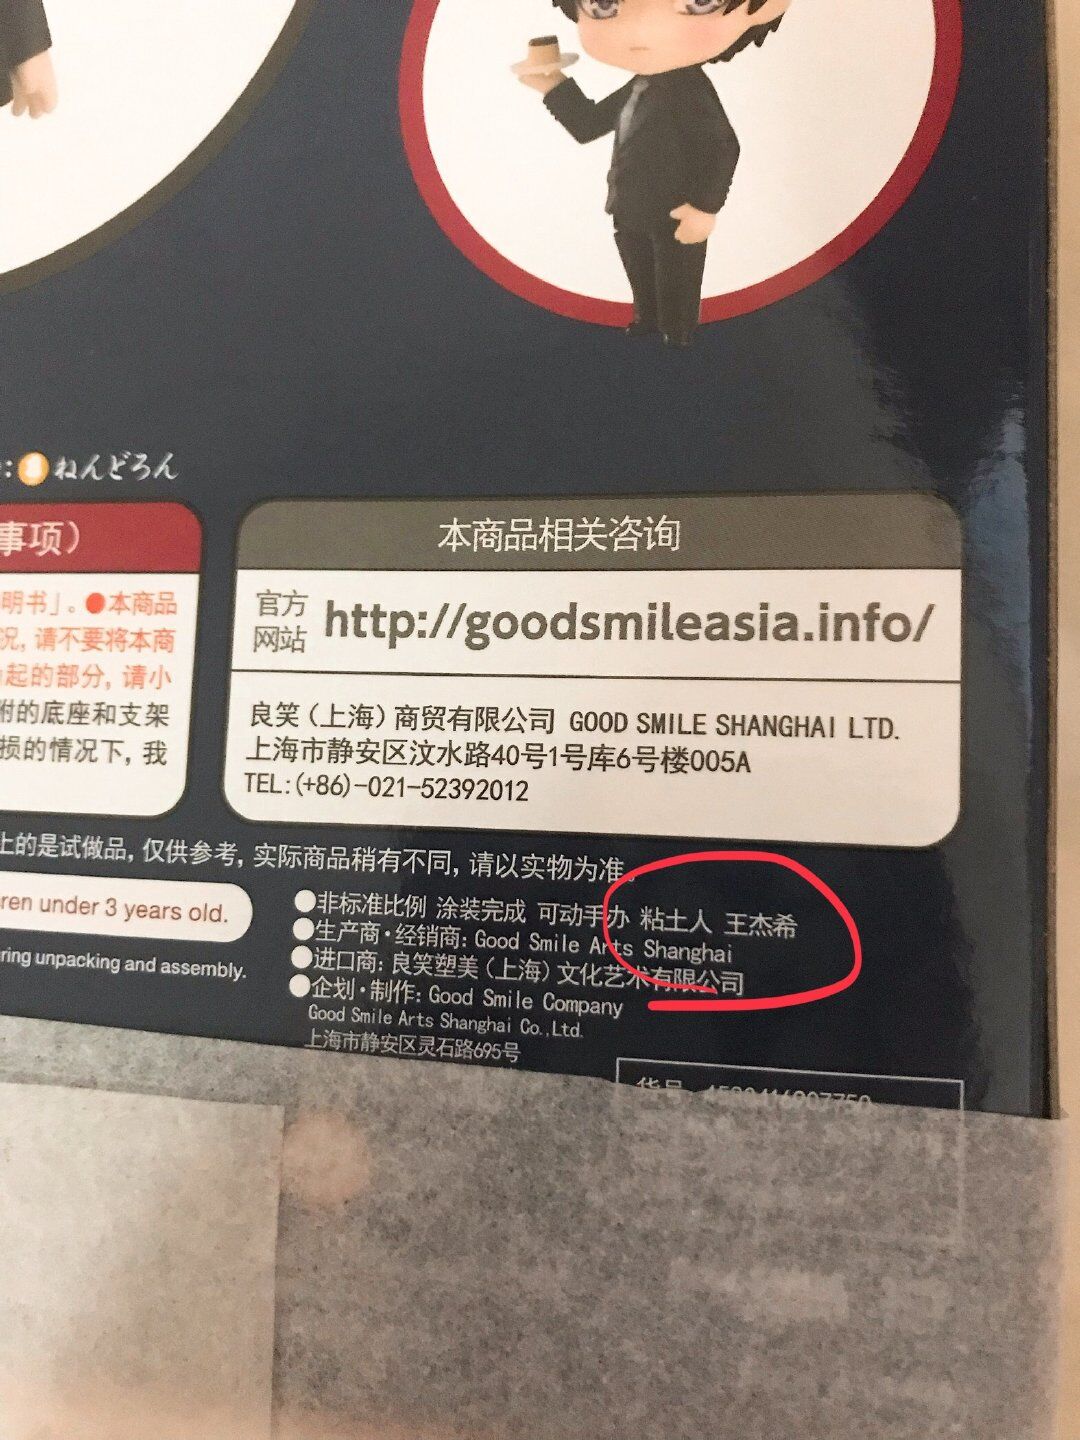 ねんどろん
事项）
明书」。●本商品
况，请不要将本商
起的部分，请小
附的底座和支架
损的情况下，我
本商品相关咨询
官方网站 http://goodsmileasia.info/
良笑（上海）商贸有限公司 GOOD SMILE SHANGHAI LTD.
上海市静安区汶水路40号1号库6号楼005A
TEL:(+86)-021-52392012
上的是试做品，仅供参考，实际商品稍有不同，请以实物为准。
ren under 3 years old.
ring unpacking and assembly.
●非标准比例 涂装完成 可动手办 粘土人 王杰希
●生产商·经销商: Good Smile Arts Shanghai
●进口商: 良笑塑美（上海）文化艺术有限公司
●企划·制作: Good Smile Company
Good Smile Arts Shanghai Co.,Ltd.
上海市静安区灵石路695号
货号